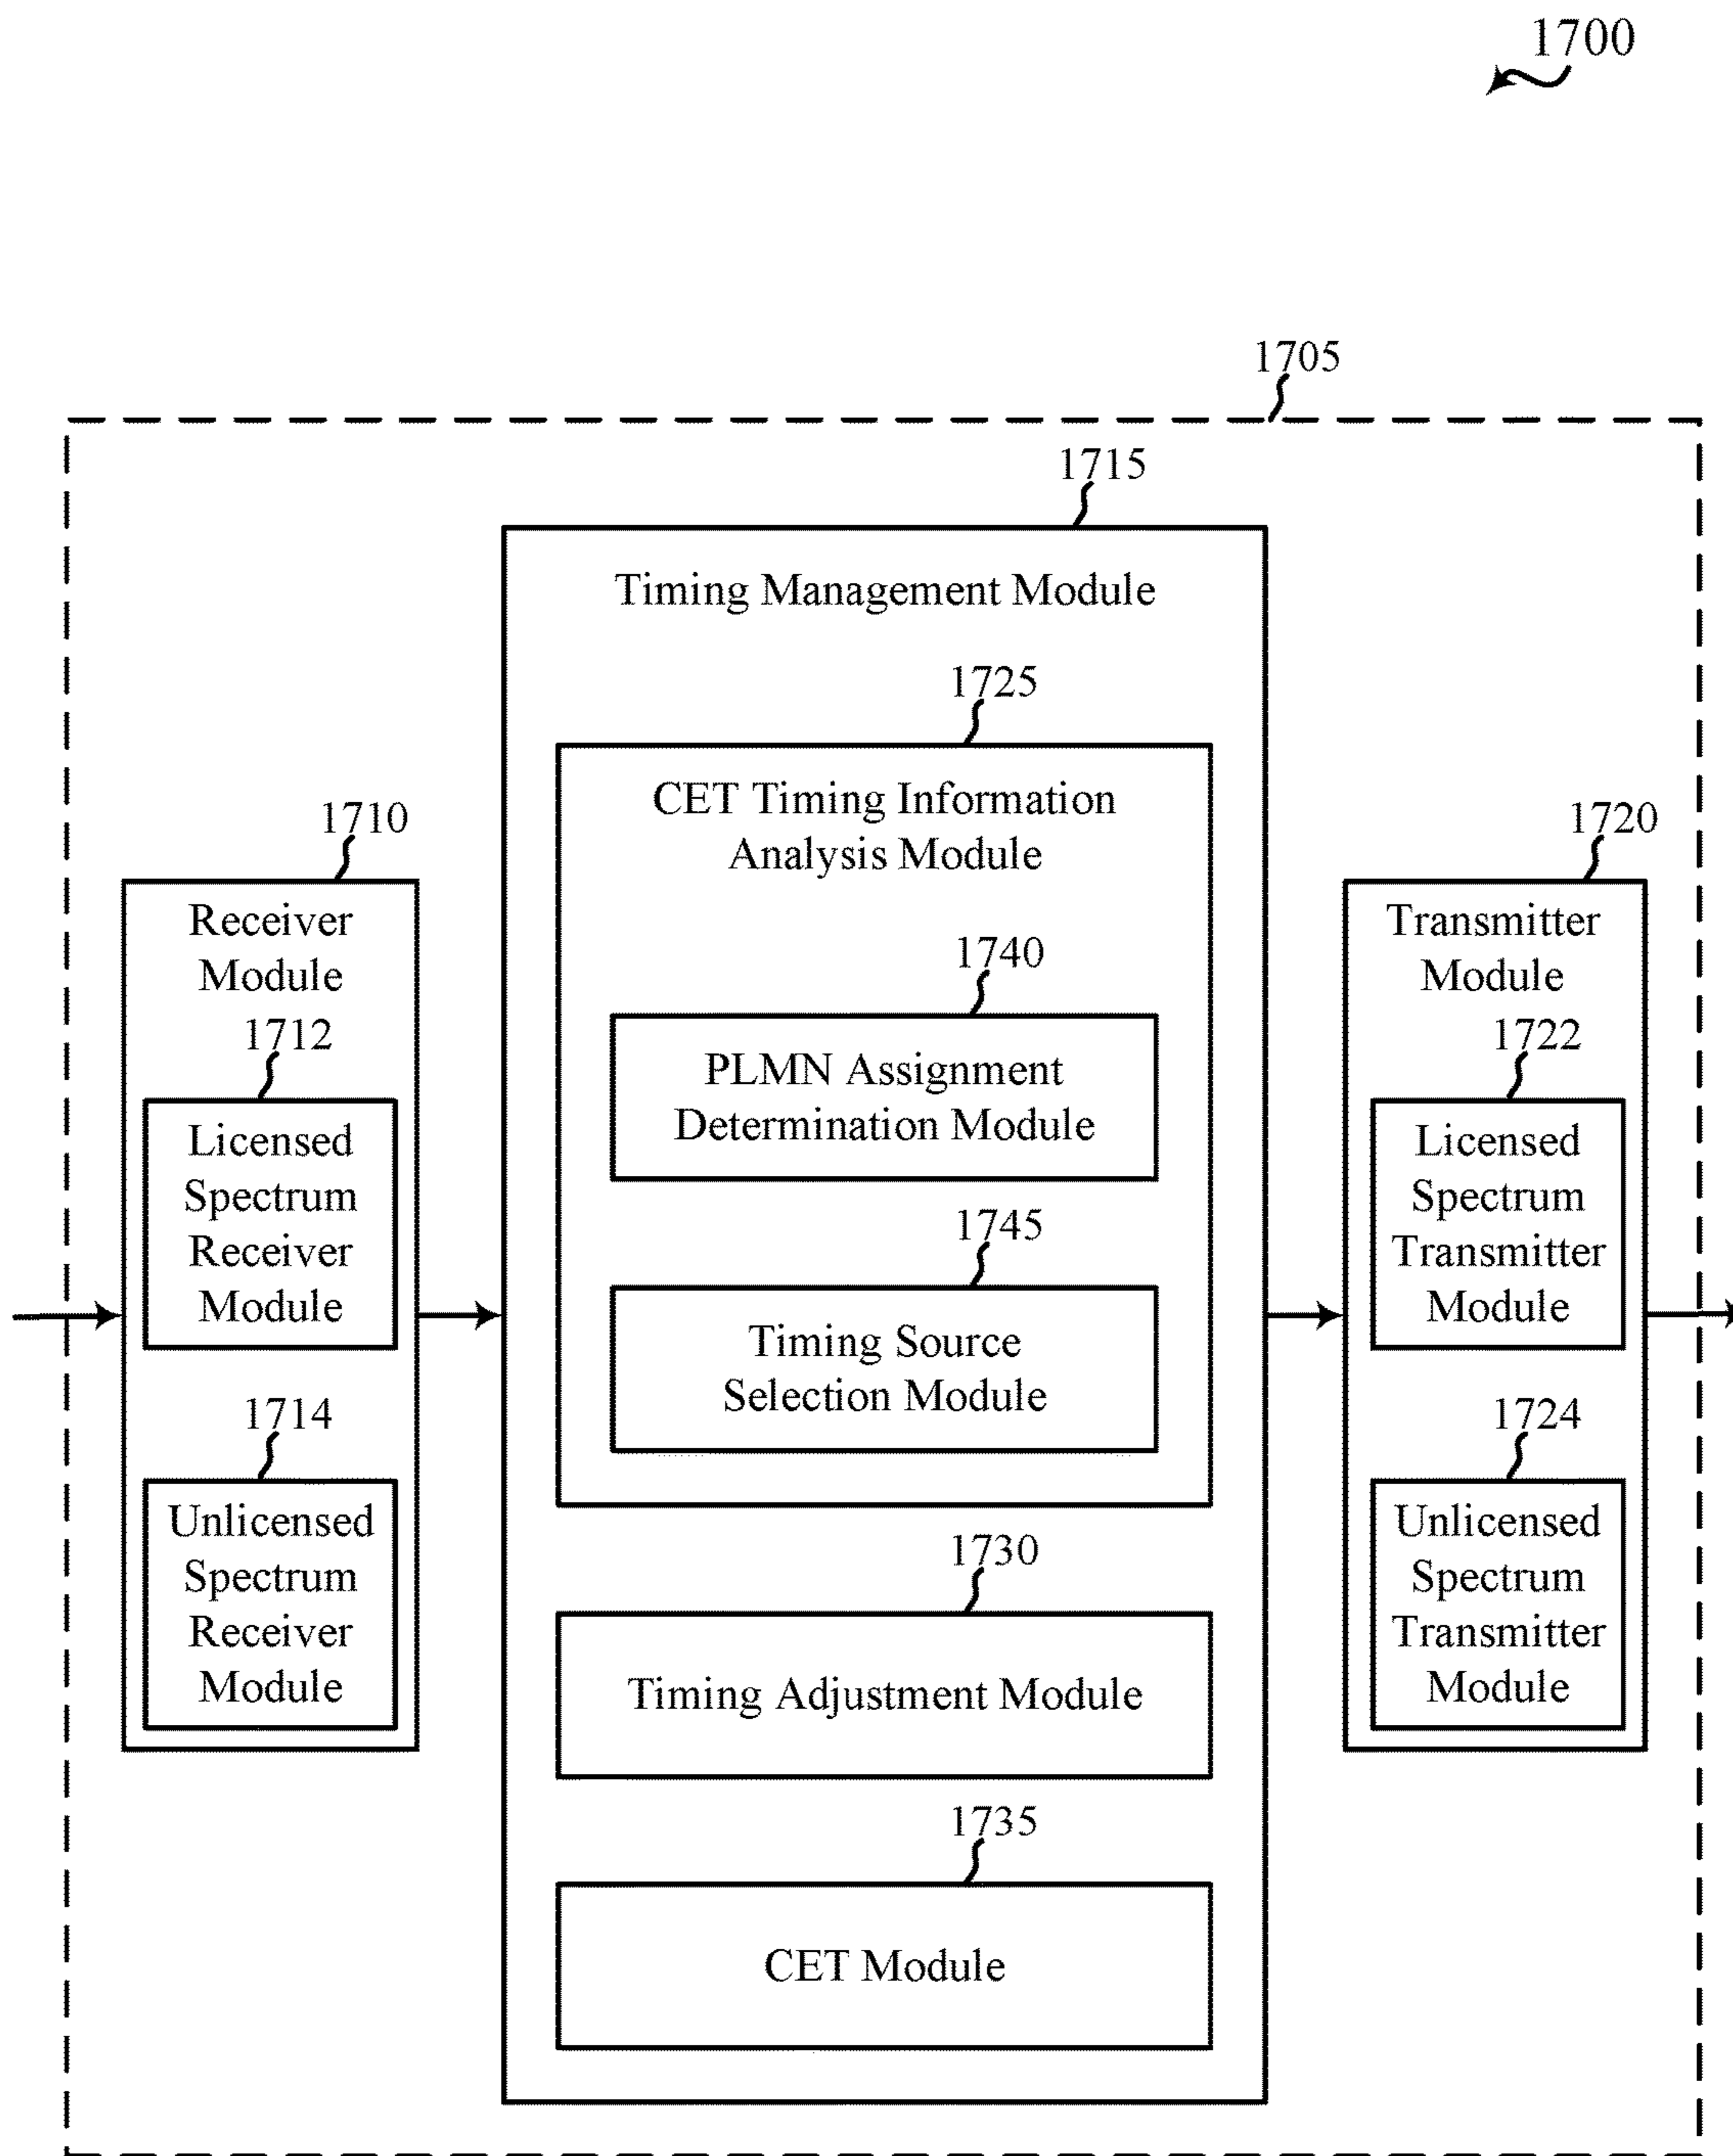 1700
1705
1715
Timing Management Module
1725
CET Timing Information
Analysis Module
1740
PLMN Assignment
Determination Module
1745
Timing Source
Selection Module
1730
Timing Adjustment Module
1735
CET Module
1710
Receiver
Module
1712
Licensed
Spectrum
Receiver
Module
1714
Unlicensed
Spectrum
Receiver
Module
1720
Transmitter
Module
1722
Licensed
Spectrum
Transmitter
Module
1724
Unlicensed
Spectrum
Transmitter
Module